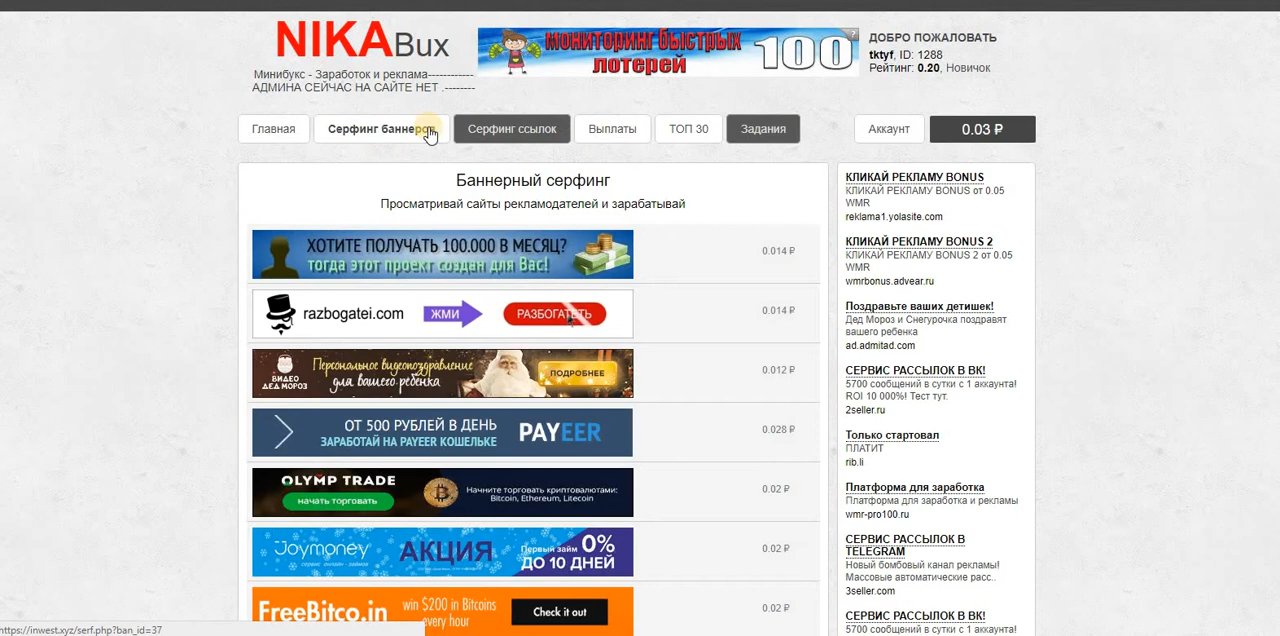 NIKABux
Минибукс - Заработок и реклама------------
АДМИНА СЕЙЧАС НА САЙТЕ НЕТ .--------
мониторинг быстрых
лотерей
100
?
ДОБРО ПОЖАЛОВАТЬ
tktyf, ID: 1288
Рейтинг: 0.20, Новичок
Главная
Серфинг баннеров
Серфинг ссылок
Выплаты
ТОП 30
Задания
Аккаунт
0.03 ₽
Баннерный серфинг
Просматривай сайты рекламодателей и зарабатывай
ХОТИТЕ ПОЛУЧАТЬ 100.000 В МЕСЯЦ?
тогда этот проект создан для Вас!
0.014 ₽
razbogatei.com
ЖМИ
РАЗБОГАТЕТЬ
0.014 ₽
ВИДЕО
ДЕД МОРОЗ
Персональное видеопоздравление
для вашего ребенка
ПОДРОБНЕЕ
0.012 ₽
ОТ 500 РУБЛЕЙ В ДЕНЬ
ЗАРАБОТАЙ НА PAYEER КОШЕЛЬКЕ
PAYEER
0.028 ₽
OLYMP TRADE
начать торговать
Начните торговать криптовалютами:
Bitcoin, Ethereum, Litecoin
0.02 ₽
Joymoney
сервис онлайн - займов
АКЦИЯ
Первый займ 0%
ДО 10 ДНЕЙ
0.02 ₽
FreeBitco.in
win $200 in Bitcoins
every hour
Check it out
0.02 ₽
КЛИКАЙ РЕКЛАМУ BONUS
КЛИКАЙ РЕКЛАМУ BONUS от 0.05
WMR
reklama1.yolasite.com
КЛИКАЙ РЕКЛАМУ BONUS 2
КЛИКАЙ РЕКЛАМУ BONUS 2 от 0.05
WMR
wmrbonus.advear.ru
Поздравьте ваших детишек!
Дед Мороз и Снегурочка поздравят
вашего ребенка
ad.admitad.com
СЕРВИС РАССЫЛОК В ВК!
5700 сообщений в сутки с 1 аккаунта!
ROI 10 000%! Тест тут.
2seller.ru
Только стартовал
ПЛАТИТ
rib.li
Платформа для заработка
Платформа для заработка и рекламы
wmr-pro100.ru
СЕРВИС РАССЫЛОК В
TELEGRAM
Новый бомбовый канал рекламы!
Массовые автоматические расс..
3seller.com
СЕРВИС РАССЫЛОК В ВК!
5700 сообщений в сутки с 1 аккаунта!
https://inwest.xyz/serf.php?ban_id=37